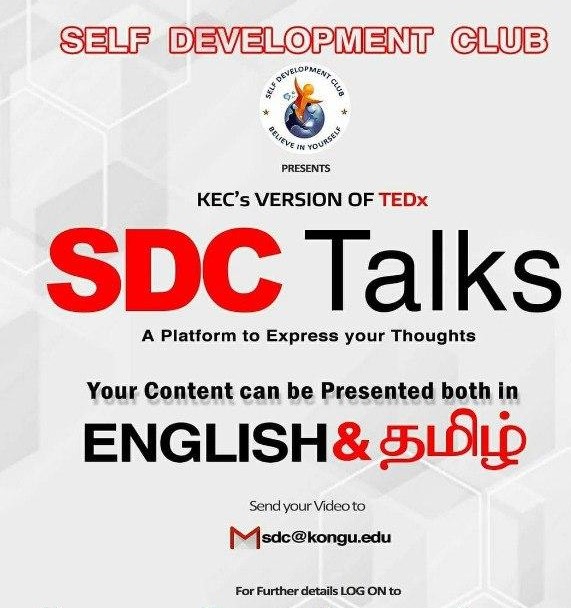 SELF DEVELOPMENT CLUB
SELF DEVELOPMENT CLUB
BELIEVE IN YOURSELF
PRESENTS
KEC's VERSION OF TEDx
SDC Talks
A Platform to Express your Thoughts
Your Content can be Presented both in
ENGLISH & தமிழ்
Send your Video to
sdc@kongu.edu
For Further details LOG ON to